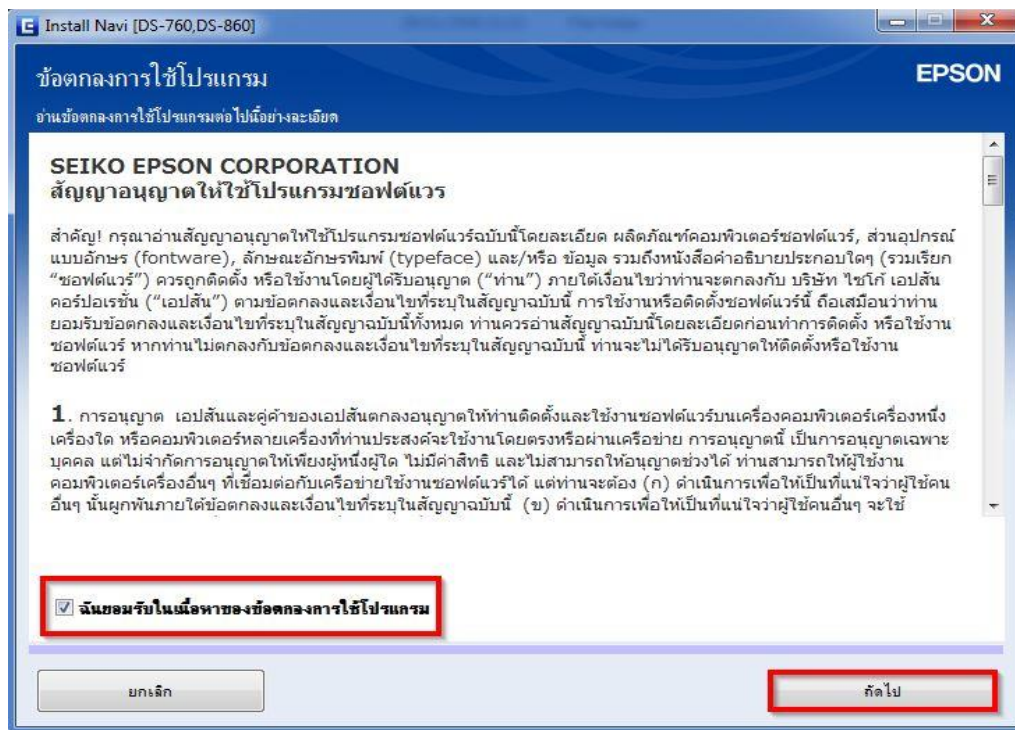 Install Navi [DS-760,DS-860]
ข้อตกลงการใช้โปรแกรม
EPSON
อ่านข้อตกลงการใช้โปรแกรมต่อไปนี้อย่างละเอียด
SEIKO EPSON CORPORATION
สัญญาอนุญาตให้ใช้โปรแกรมซอฟต์แวร
สำคัญ! กรุณาอ่านสัญญาอนุญาตให้ใช้โปรแกรมซอฟต์แวร์ฉบับนี้โดยละเอียด ผลิตภัณฑ์คอมพิวเตอร์ซอฟต์แวร์, ส่วนอุปกรณ์
แบบอักษร (fontware), ลักษณะอักษรพิมพ์ (typeface) และ/หรือ ข้อมูล รวมถึงหนังสือคำอธิบายประกอบใดๆ (รวมเรียก
“ซอฟต์แวร์”) ควรถูกติดตั้ง หรือใช้งานโดยผู้ได้รับอนุญาต (“ท่าน”) ภายใต้เงื่อนไขว่าท่านจะตกลงกับ บริษัท ไซโก้ เอปสัน
คอร์ปอเรชั่น (“เอปสัน”) ตามข้อตกลงและเงื่อนไขที่ระบุในสัญญาฉบับนี้ การใช้งานหรือติดตั้งซอฟต์แวร์นี้ ถือเสมือนว่าท่าน
ยอมรับข้อตกลงและเงื่อนไขที่ระบุในสัญญาฉบับนี้ทั้งหมด ท่านควรอ่านสัญญาฉบับนี้โดยละเอียดก่อนทำการติดตั้ง หรือใช้งาน
ซอฟต์แวร์ หากท่านไม่ตกลงกับข้อตกลงและเงื่อนไขที่ระบุในสัญญาฉบับนี้ ท่านจะไม่ได้รับอนุญาตให้ติดตั้งหรือใช้งาน
ซอฟต์แวร์
1. การอนุญาต เอปสันและคู่ค้าของเอปสันตกลงอนุญาตให้ท่านติดตั้งและใช้งานซอฟต์แวร์บนเครื่องคอมพิวเตอร์เครื่องหนึ่ง
เครื่องใด หรือคอมพิวเตอร์หลายเครื่องที่ท่านประสงค์จะใช้งานโดยตรงหรือผ่านเครือข่าย การอนุญาตนี้ เป็นการอนุญาตเฉพาะ
บุคคล แต่ไม่จำกัดการอนุญาตให้เพียงผู้หนึ่งผู้ใด ไม่มีค่าสิทธิ และไม่สามารถให้อนุญาตช่วงได้ ท่านสามารถให้ผู้ใช้งาน
คอมพิวเตอร์เครื่องอื่นๆ ที่เชื่อมต่อกับเครือข่ายใช้งานซอฟต์แวร์ได้ แต่ท่านจะต้อง (ก) ดำเนินการเพื่อให้เป็นที่แน่ใจว่าผู้ใช้คน
อื่นๆ นั้นผูกพันภายใต้ข้อตกลงและเงื่อนไขที่ระบุในสัญญาฉบับนี้ (ข) ดำเนินการเพื่อให้เป็นที่แน่ใจว่าผู้ใช้คนอื่นๆ จะใช้
ฉันยอมรับในเนื้อหาของข้อตกลงการใช้โปรแกรม
ยกเลิก
ถัดไป